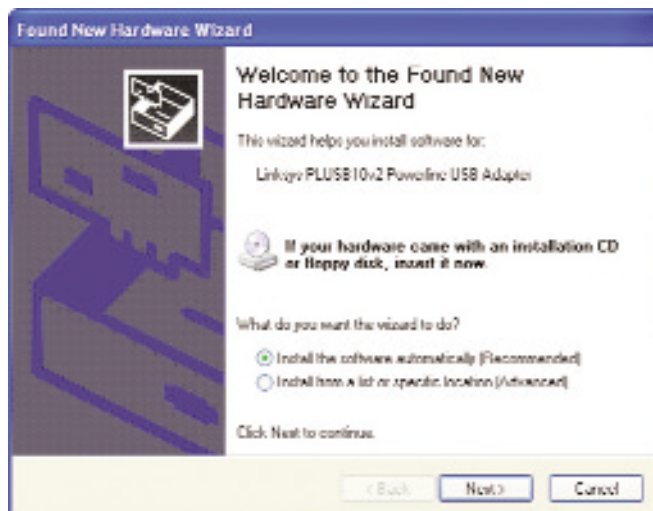 Found New Hardware Wizard
Welcome to the Found New
Hardware Wizard
This wizard helps you install software for:
Linksys PLUSB10v2 Powerline USB Adapter
If your hardware came with an installation CD
or floppy disk, insert it now.
What do you want the wizard to do?
Install the software automatically (Recommended)
Install from a list or specific location (Advanced)
Click Next to continue.
< Back
Next >
Cancel